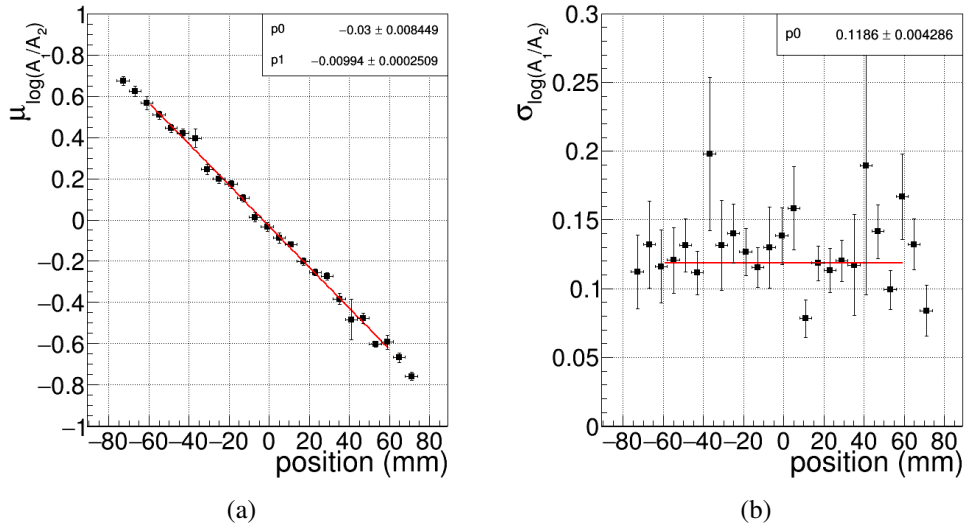 p0 −0.03 ± 0.008449
p1 −0.00994 ± 0.0002509
1
0.8
0.6
0.4
0.2
0
−0.2
−0.4
−0.6
−0.8
−1
μ log(A1/A2)
−80 −60 −40 −20 0 20 40 60 80
position (mm)
(a)
p0 0.1186 ± 0.004286
0.3
0.25
0.2
0.15
0.1
0.05
0
σ log(A1/A2)
−80 −60 −40 −20 0 20 40 60 80
position (mm)
(b)